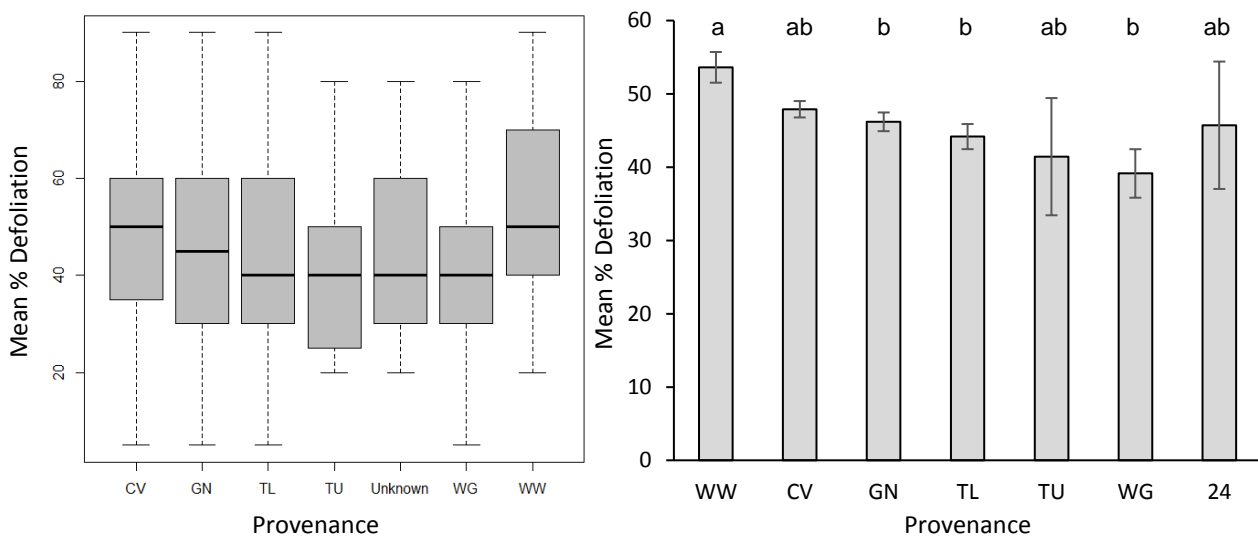 Mean % Defoliation
80
60
40
20
CV GN TL TU Unknown WG WW
Provenance
Mean % Defoliation
60
50
40
30
20
10
0
a ab b b ab b ab
WW CV GN TL TU WG 24
Provenance